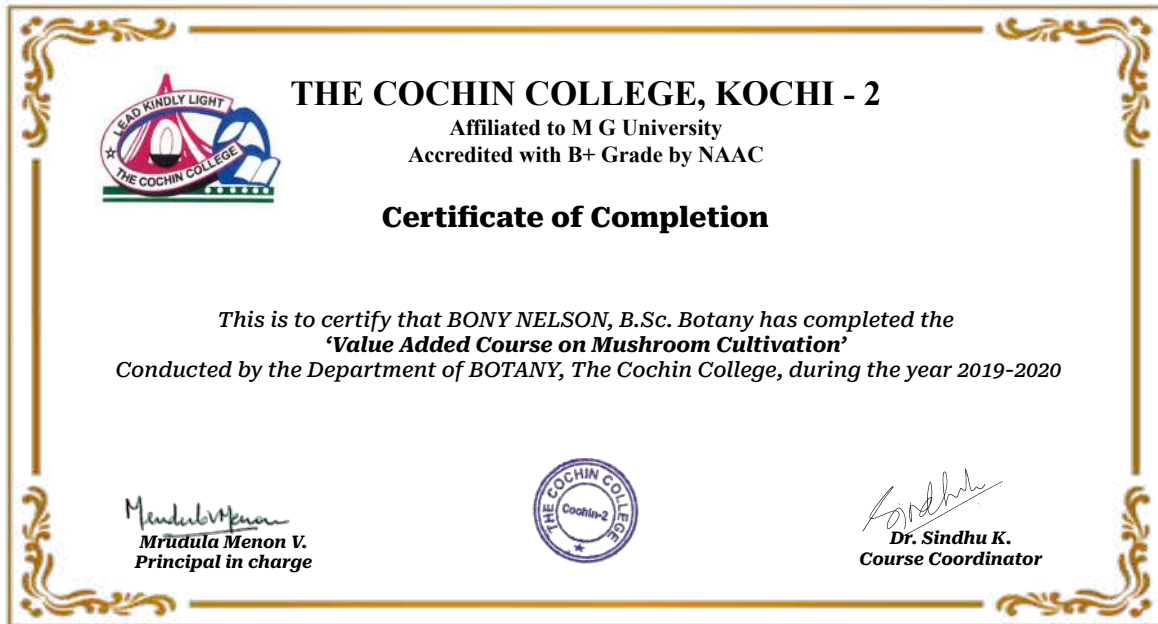 LEAD KINDLY LIGHT
THE COCHIN COLLEGE
THE COCHIN COLLEGE, KOCHI - 2
Affiliated to M G University
Accredited with B+ Grade by NAAC
Certificate of Completion
This is to certify that BONY NELSON, B.Sc. Botany has completed the
‘Value Added Course on Mushroom Cultivation’
Conducted by the Department of BOTANY, The Cochin College, during the year 2019-2020
THE COCHIN COLLEGE
Cochin-2
Sindhu
Mrudula Menon V.
Principal in charge
Dr. Sindhu K.
Course Coordinator